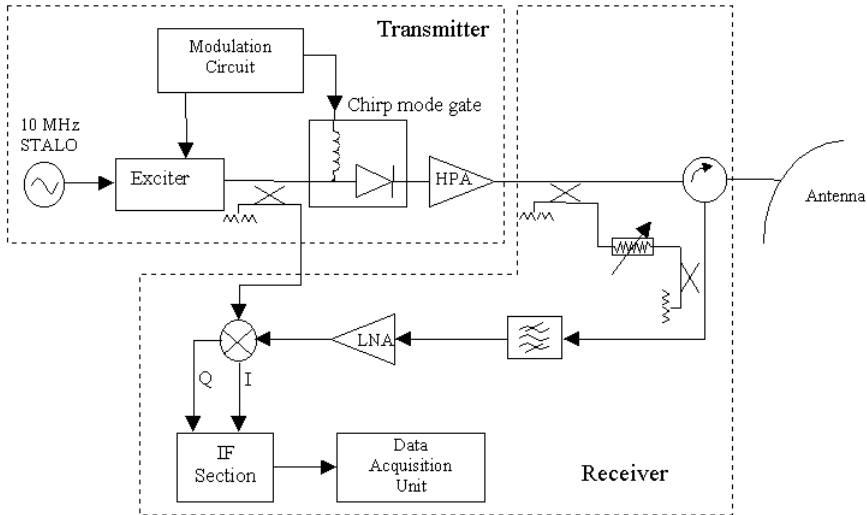 Transmitter
Modulation
Circuit
Chirp mode gate
10 MHz
STALO
Exciter
HPA
Antenna
LNA
Q
I
IF
Section
Data
Acquisition
Unit
Receiver